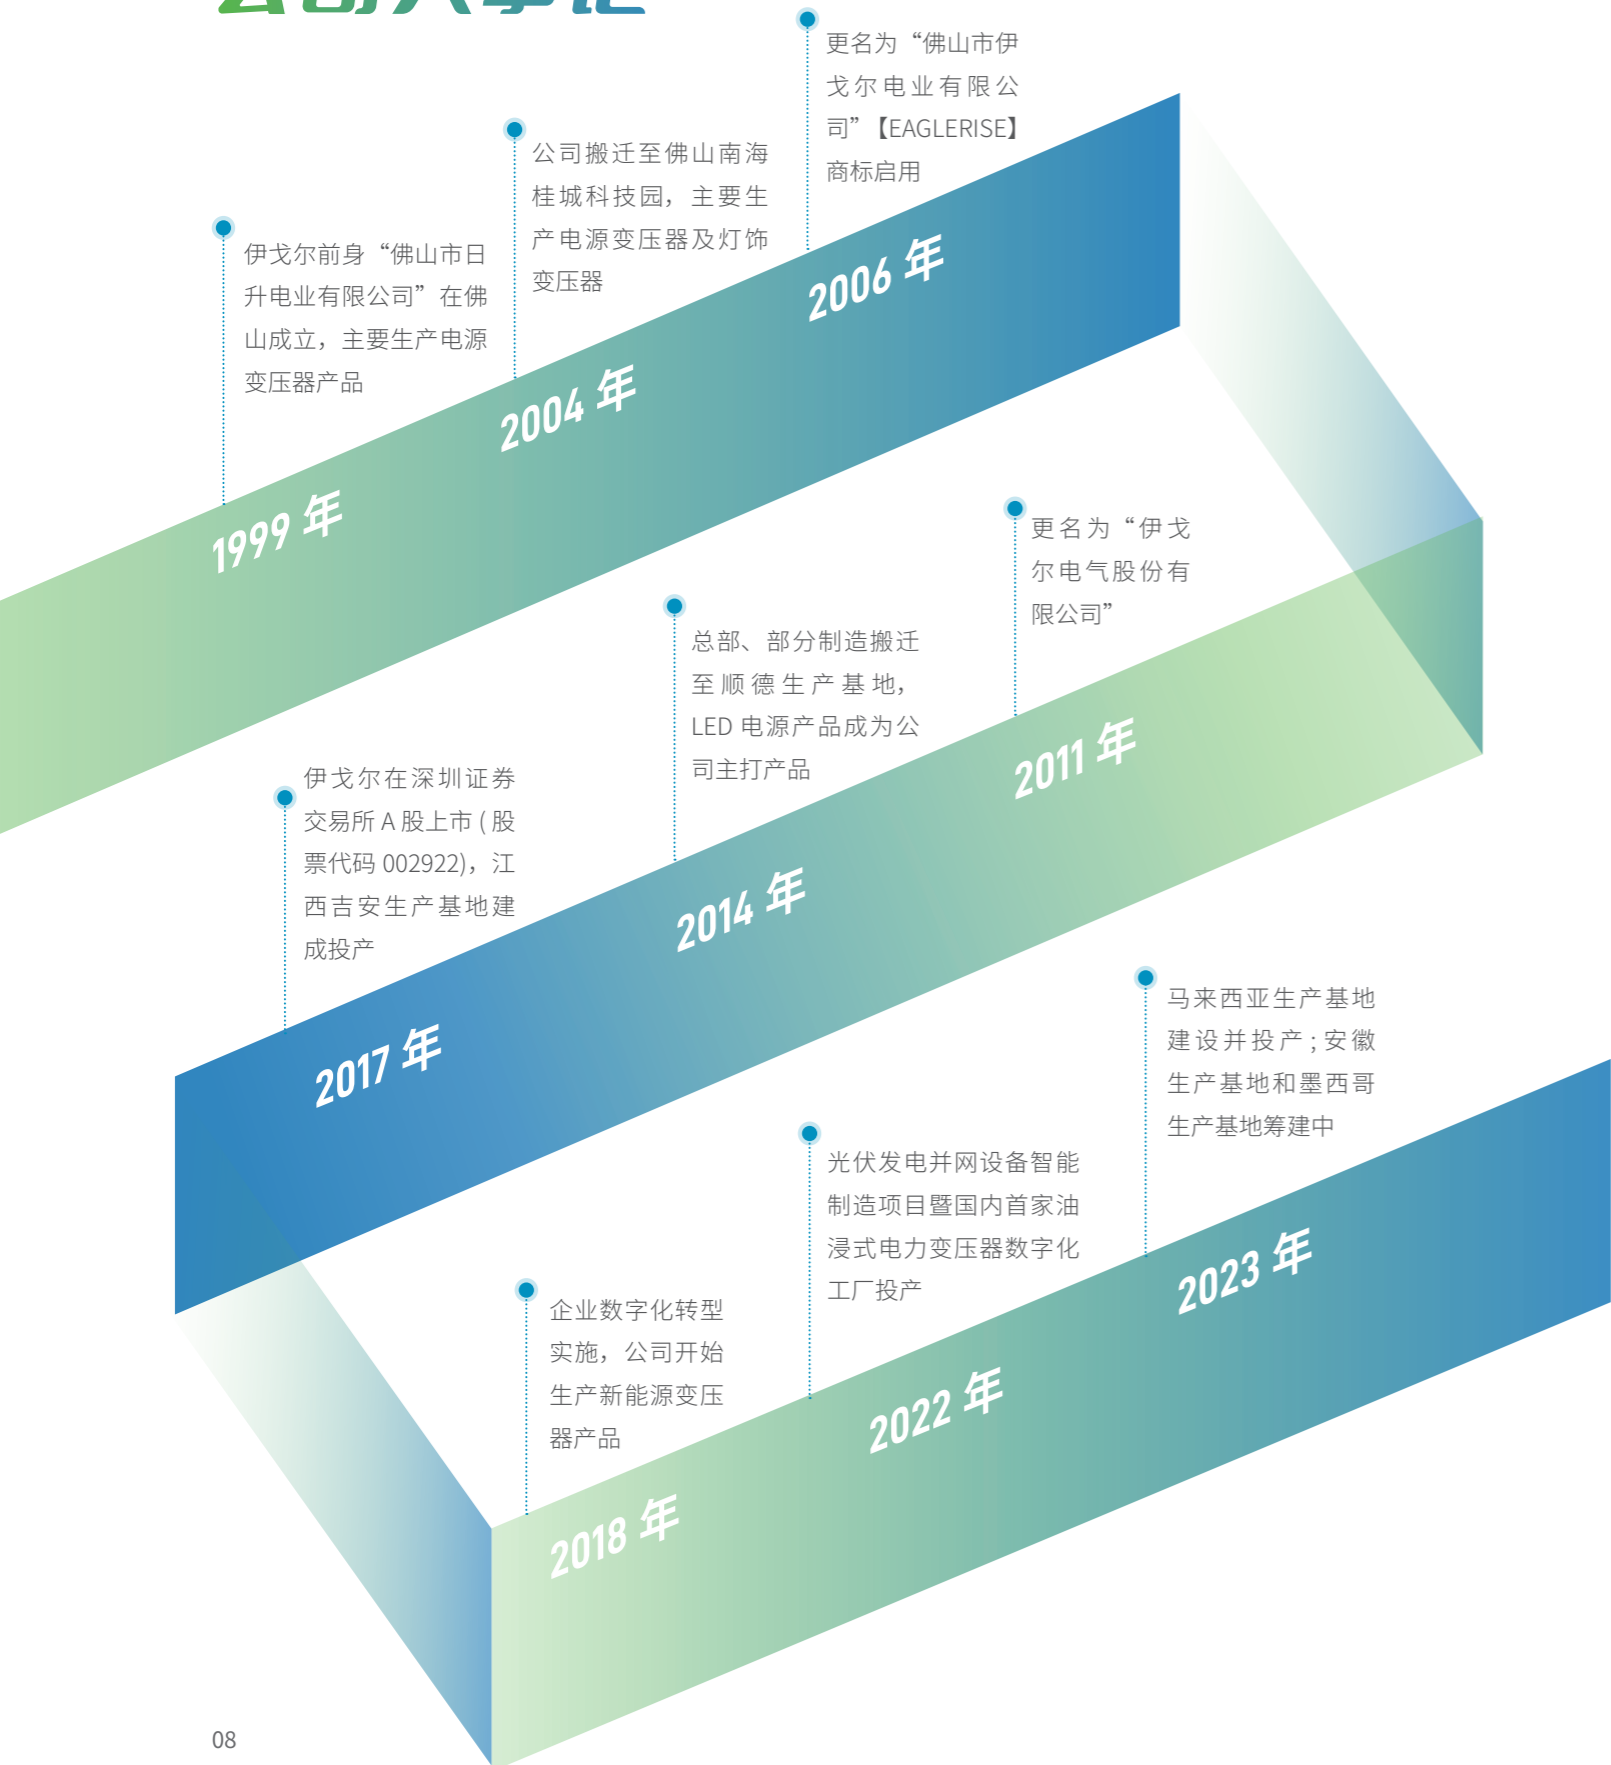 更名为“佛山市伊
戈尔电业有限公
司”【EAGLERISE】
商标启用
2006 年
公司搬迁至佛山南海
桂城科技园，主要生
产电源变压器及灯饰
变压器
2004 年
伊戈尔前身“佛山市日
升电业有限公司”在佛
山成立，主要生产电源
变压器产品
1999 年
更名为“伊戈
尔电气股份有
限公司”
2011 年
总部、部分制造搬迁
至顺德生产基地，
LED 电源产品成为公
司主打产品
2014 年
伊戈尔在深圳证券
交易所 A 股上市 ( 股
票代码 002922)，江
西吉安生产基地建
成投产
2017 年
马来西亚生产基地
建设并投产 ; 安徽
生产基地和墨西哥
生产基地筹建中
2023 年
光伏发电并网设备智能
制造项目暨国内首家油
浸式电力变压器数字化
工厂投产
2022 年
企业数字化转型
实施，公司开始
生产新能源变压
器产品
2018 年
08